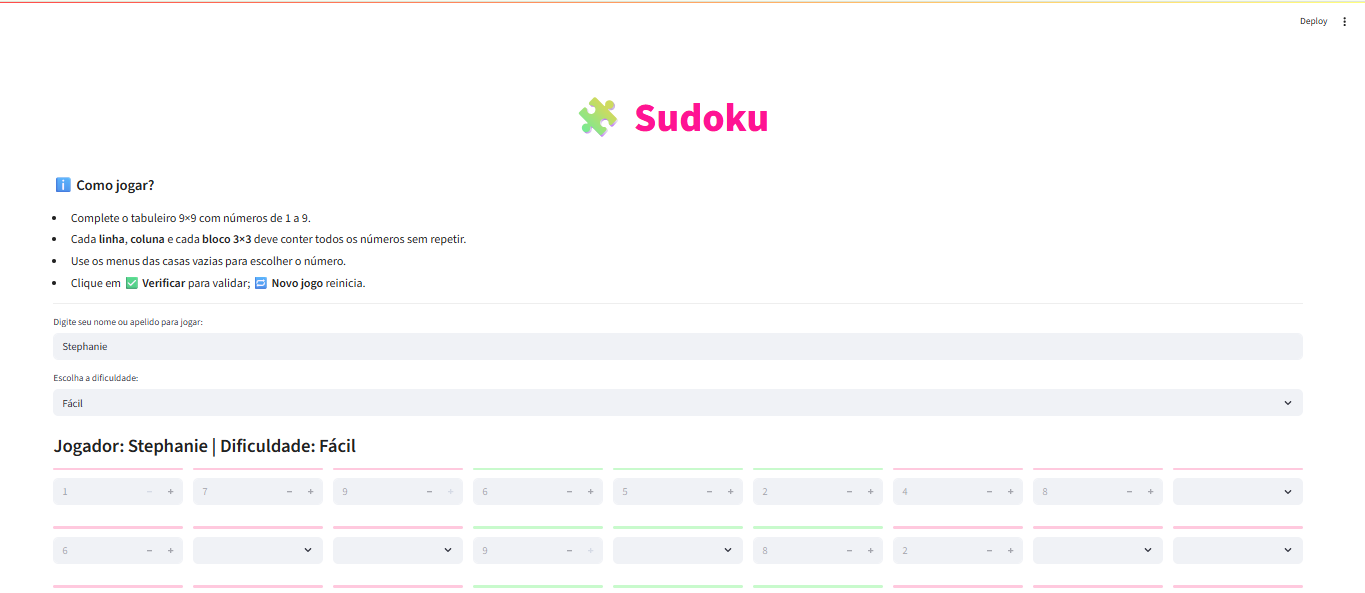 Deploy
Sudoku
Como jogar?
Complete o tabuleiro 9×9 com números de 1 a 9.
Cada linha, coluna e cada bloco 3×3 deve conter todos os números sem repetir.
Use os menus das casas vazias para escolher o número.
Clique em ✅ Verificar para validar; 🔁 Novo jogo reinicia.
Digite seu nome ou apelido para jogar:
Stephanie
Escolha a dificuldade:
Fácil
Jogador: Stephanie | Dificuldade: Fácil
1 7 9 6 5 2 4 8
6 9 8 2